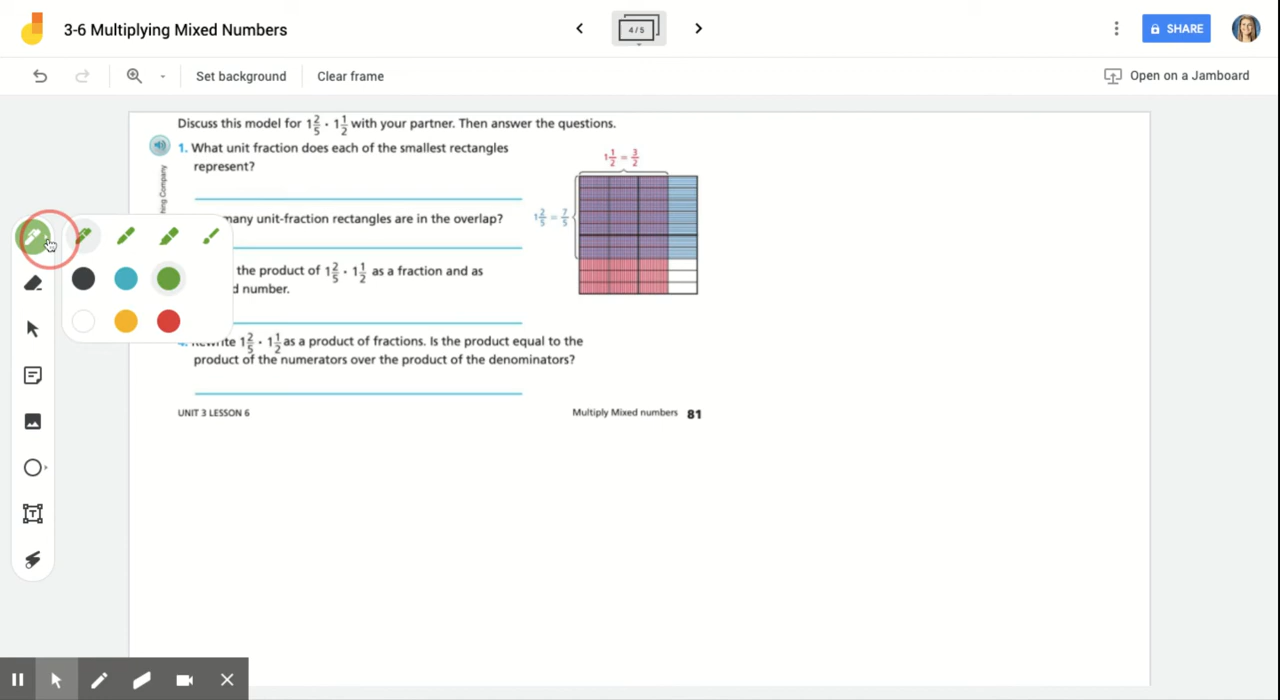 3-6 Multiplying Mixed Numbers
4 / 5
SHARE
Set background
Clear frame
Open on a Jamboard
Discuss this model for 1 2/5 · 1 1/2 with your partner. Then answer the questions.
1. What unit fraction does each of the smallest rectangles
represent?
many unit-fraction rectangles are in the overlap?
the product of 1 2/5 · 1 1/2 as a fraction and as
d number.
Rewrite 1 2/5 · 1 1/2 as a product of fractions. Is the product equal to the
product of the numerators over the product of the denominators?
1 1/2 = 3/2
1 2/5 = 7/5
hing Company
UNIT 3 LESSON 6
Multiply Mixed numbers 81